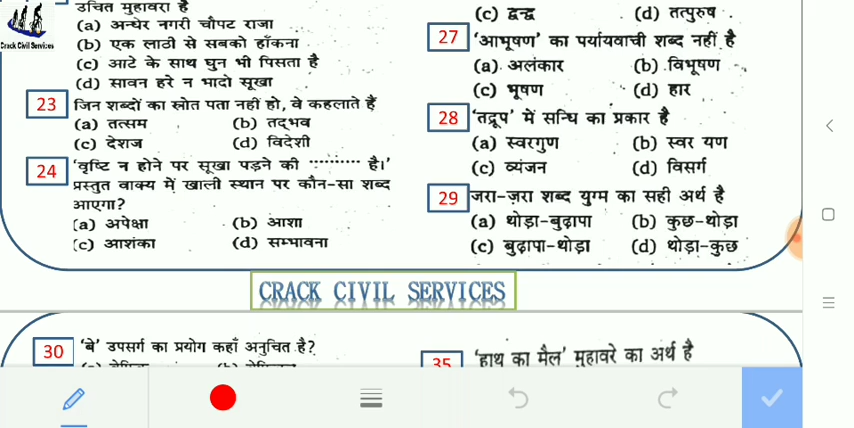 उचित मुहावरा है
(a) अन्धेर नगरी चौपट राजा
(b) एक लाठी से सबको हाँकना
(c) आटे के साथ घुन भी पिसता है
(d) सावन हरे न भादो सूखा
Crack Civil Services
23 जिन शब्दों का स्रोत पता नहीं हो, वे कहलाते हैं
(a) तत्सम (b) तद्भव
(c) देशज (d) विदेशी
24 ‘वृष्टि न होने पर सूखा पड़ने की ·········· है।’
प्रस्तुत वाक्य में खाली स्थान पर कौन-सा शब्द
आएगा?
(a) अपेक्षा (b) आशा
(c) आशंका (d) सम्भावना
(c) द्वन्द्व (d) तत्पुरुष
27 ‘आभूषण’ का पर्यायवाची शब्द नहीं है
(a) अलंकार (b) विभूषण
(c) भूषण (d) हार
28 ‘तद्रूप’ में सन्धि का प्रकार है
(a) स्वरगुण (b) स्वर यण
(c) व्यंजन (d) विसर्ग
29 जरा-ज़रा शब्द युग्म का सही अर्थ है
(a) थोड़ा-बुढ़ापा (b) कुछ-थोड़ा
(c) बुढ़ापा-थोड़ा (d) थोड़ा-कुछ
CRACK CIVIL SERVICES
30 ‘बे’ उपसर्ग का प्रयोग कहाँ अनुचित है?
35 ‘हाथ का मैल’ मुहावरे का अर्थ है